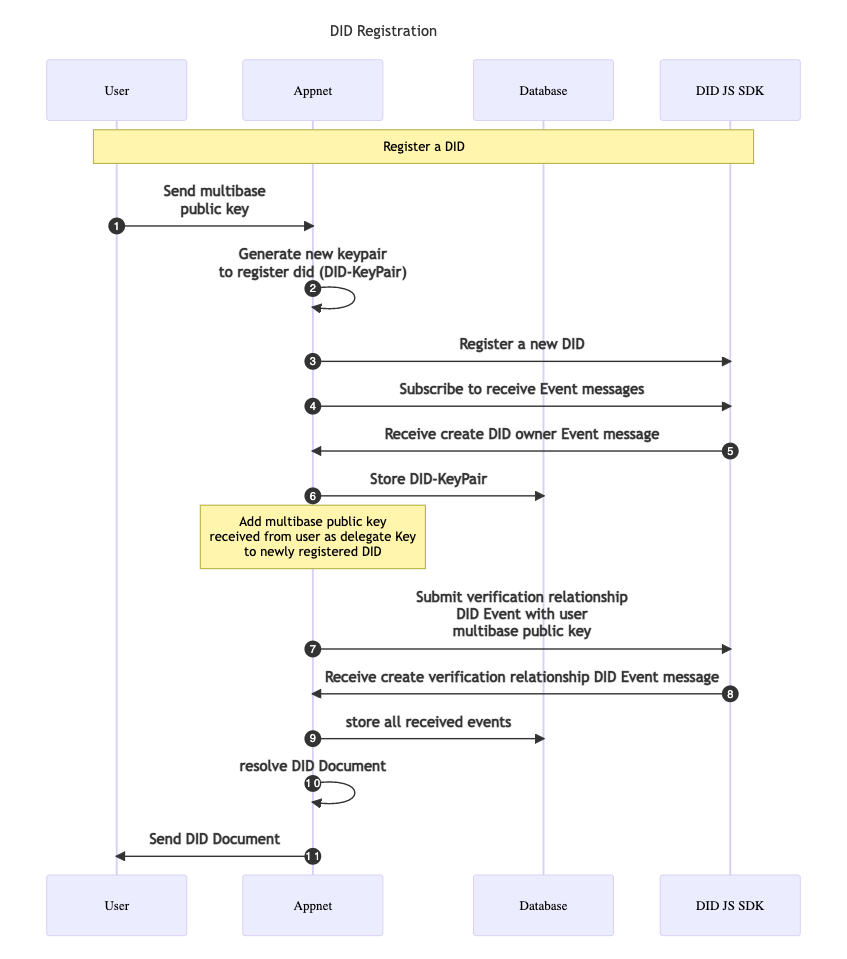 DID Registration
User
Appnet
Database
DID JS SDK
Register a DID
Send multibase
public key
1
Generate new keypair
to register did (DID-KeyPair)
2
Register a new DID
3
Subscribe to receive Event messages
4
Receive create DID owner Event message
5
Store DID-KeyPair
6
Add multibase public key
received from user as delegate Key
to newly registered DID
Submit verification relationship
DID Event with user
multibase public key
7
Receive create verification relationship DID Event message
8
store all received events
9
resolve DID Document
10
Send DID Document
11
User
Appnet
Database
DID JS SDK